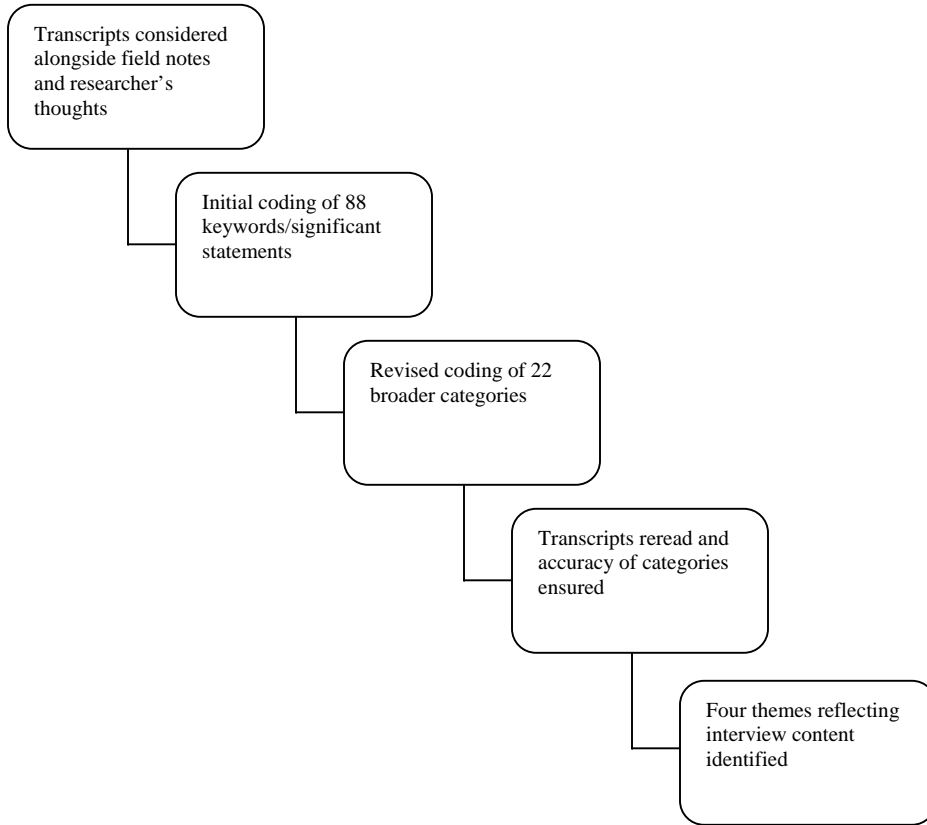 Transcripts considered
alongside field notes
and researcher’s
thoughts
Initial coding of 88
keywords/significant
statements
Revised coding of 22
broader categories
Transcripts reread and
accuracy of categories
ensured
Four themes reflecting
interview content
identified